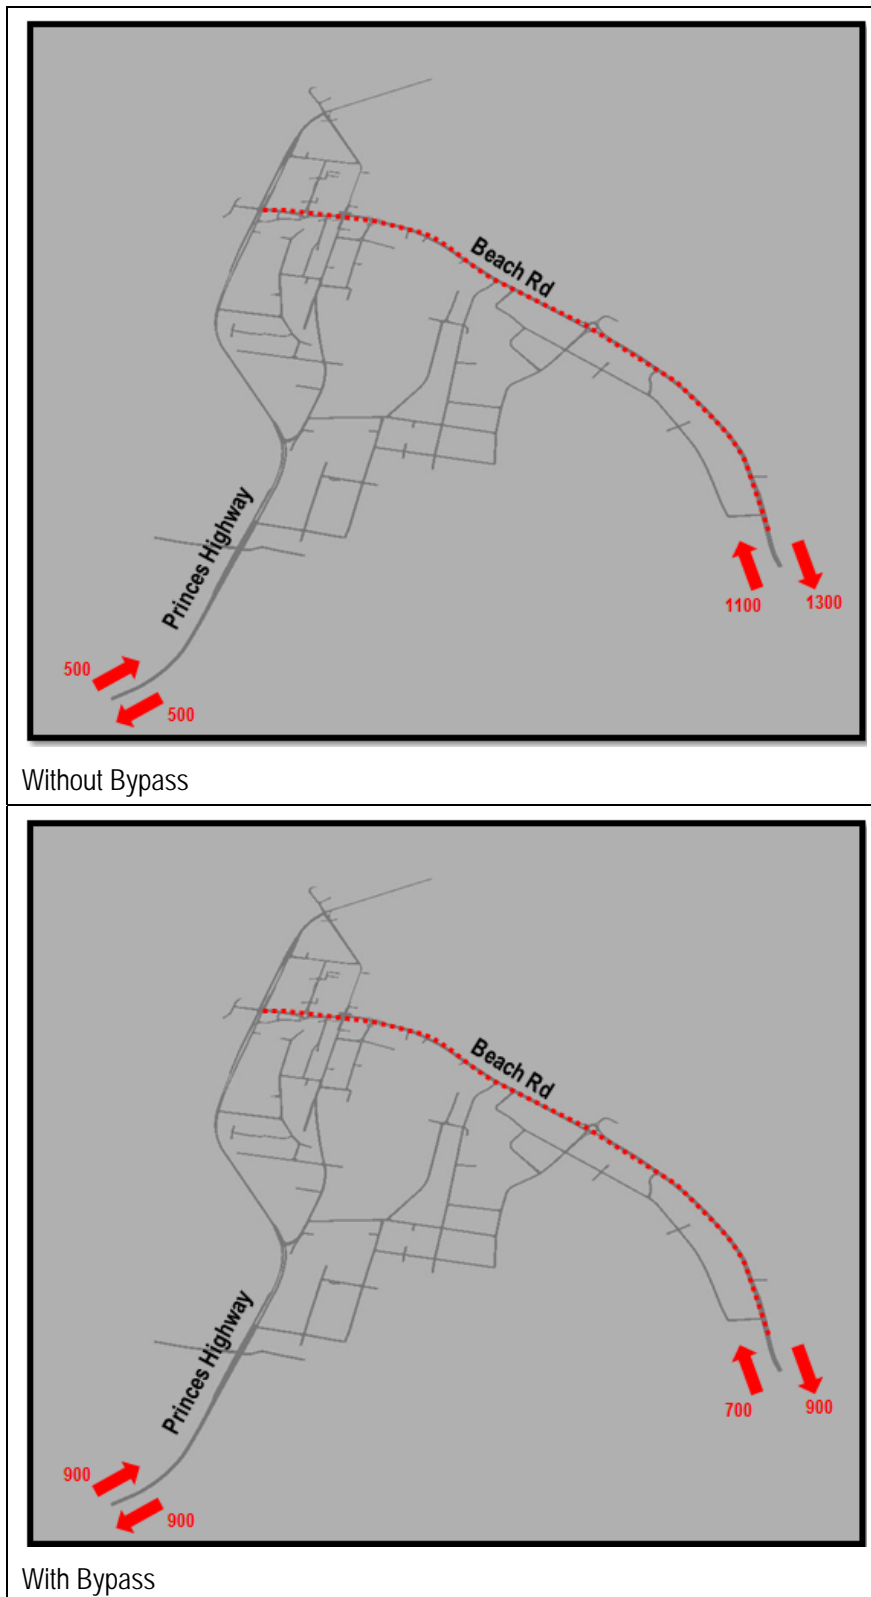 Beach Rd
Princes Highway
1100
1300
500
500
Without Bypass
Beach Rd
Princes Highway
700
900
900
900
With Bypass